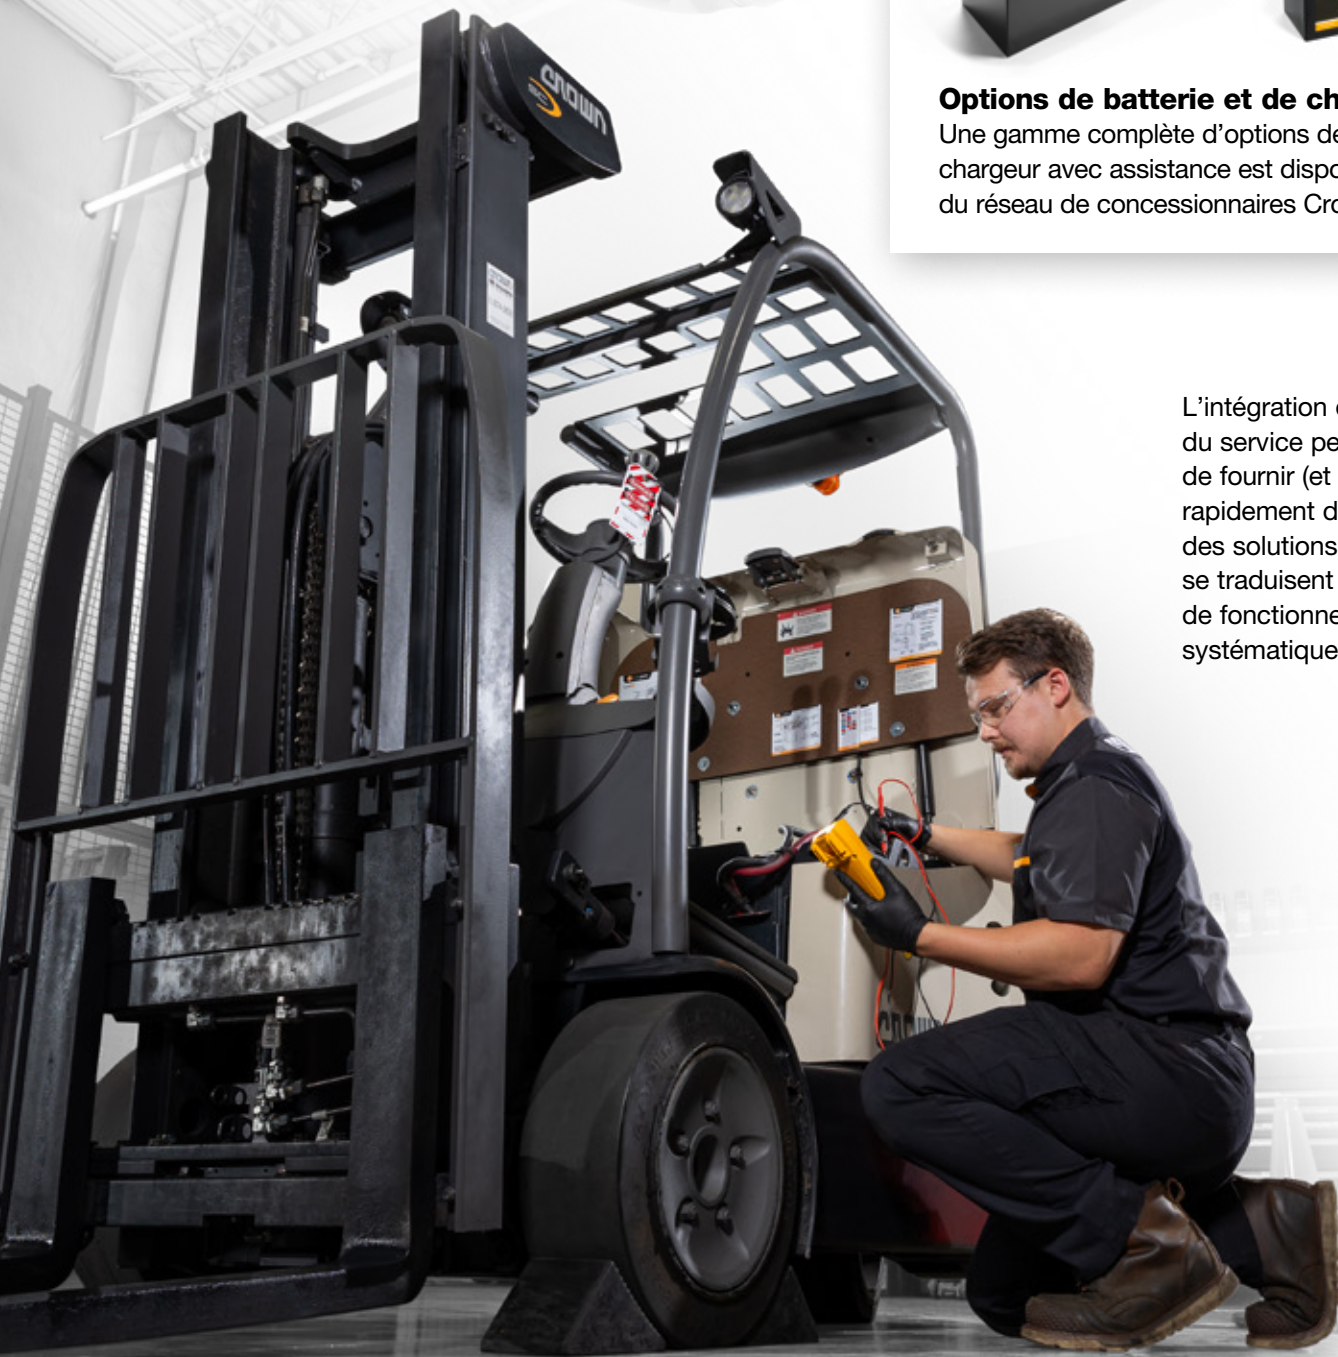 CROWN
Options de batterie et de ch
Une gamme complète d'options de
chargeur avec assistance est dispo
du réseau de concessionnaires Cro
L'intégration
du service pe
de fournir (et
rapidement d
des solutions
se traduisent
de fonctionne
systématique
CROWN